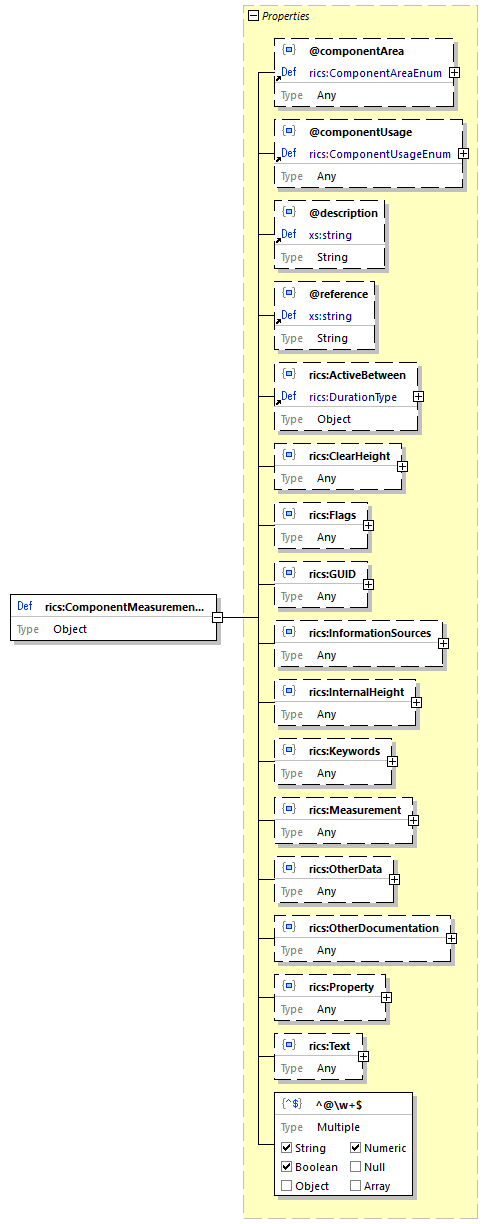 Properties
@componentArea
Def rics:ComponentAreaEnum
Type Any
@componentUsage
Def rics:ComponentUsageEnum
Type Any
@description
Def xs:string
Type String
@reference
Def xs:string
Type String
rics:ActiveBetween
Def rics:DurationType
Type Object
rics:ClearHeight
Type Any
rics:Flags
Type Any
rics:GUID
Type Any
Def rics:ComponentMeasuremen...
Type Object
rics:InformationSources
Type Any
rics:InternalHeight
Type Any
rics:Keywords
Type Any
rics:Measurement
Type Any
rics:OtherData
Type Any
rics:OtherDocumentation
Type Any
rics:Property
Type Any
rics:Text
Type Any
{^$} ^@\w+$
Type Multiple
String Numeric
Boolean Null
Object Array